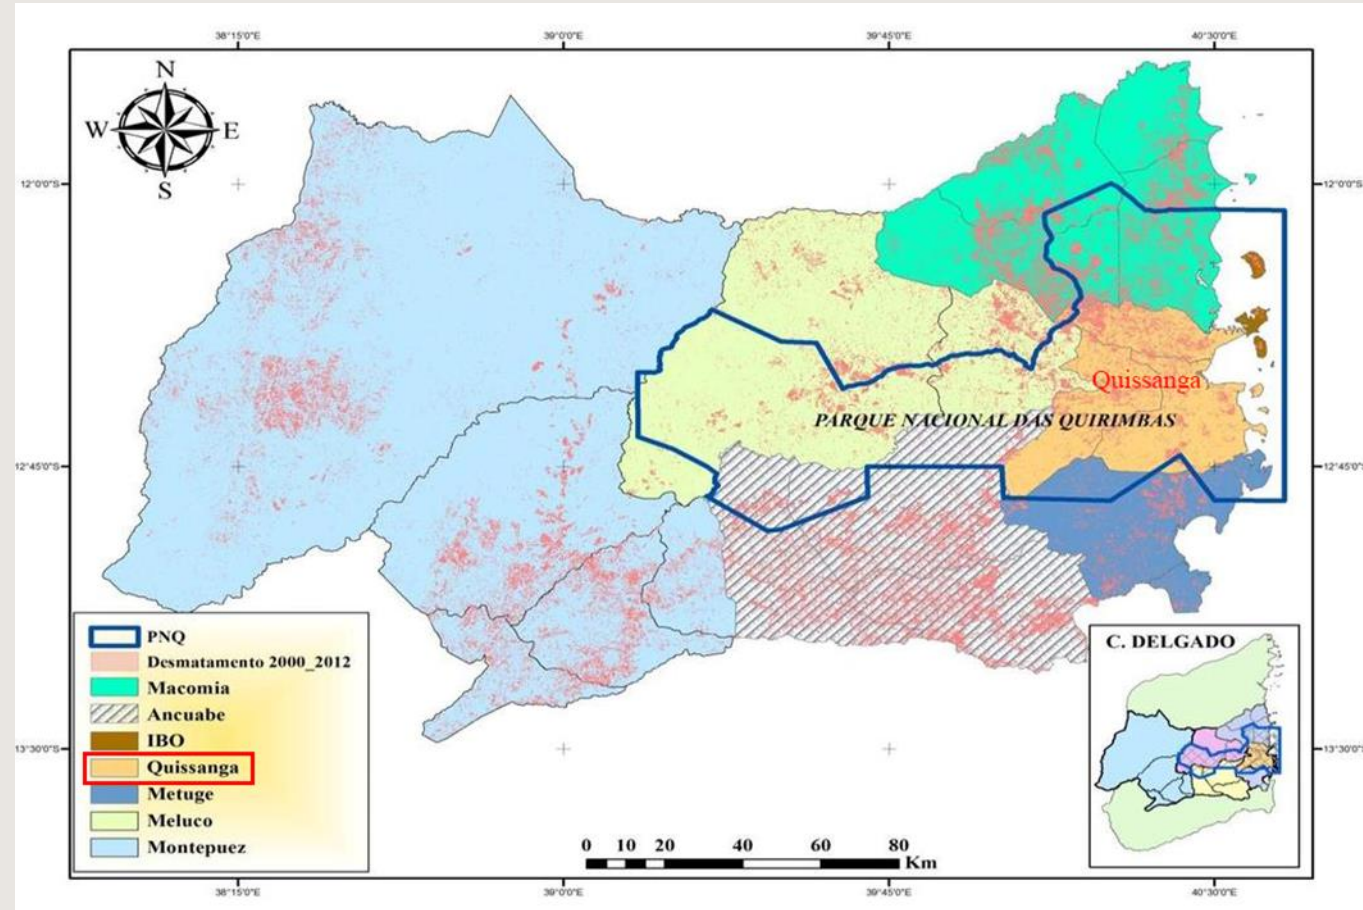 38°15'0"E 39°0'0"E 39°45'0"E 40°30'0"E
N
W E
S
12°0'0"S 12°0'0"S
Quissanga
PARQUE NACIONAL DAS QUIRIMBAS
12°45'0"S 12°45'0"S
PNQ
Desmatamento 2000_2012
Macomia
Ancuabe
IBO
Quissanga
Metuge
Meluco
Montepuez
C. DELGADO
13°30'0"S 13°30'0"S
0 10 20 40 60 80
Km
38°15'0"E 39°0'0"E 39°45'0"E 40°30'0"E